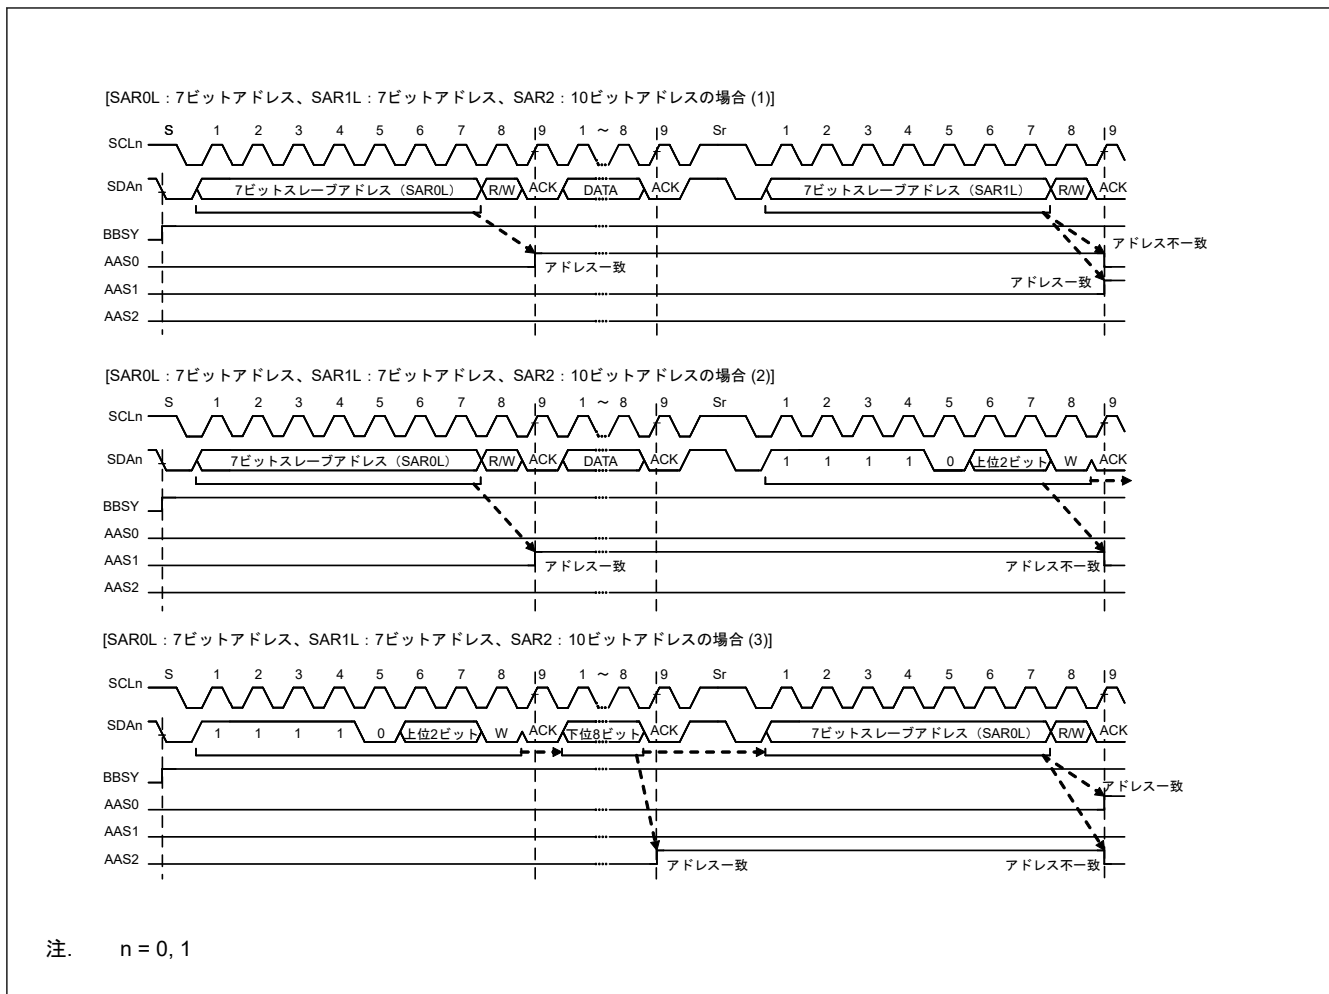 [SAR0L：7ビットアドレス、SAR1L：7ビットアドレス、SAR2：10ビットアドレスの場合 (1)]
S 1 2 3 4 5 6 7 8 9 1 ～ 8 9 Sr 1 2 3 4 5 6 7 8 9
SCLn
SDAn 7ビットスレーブアドレス（SAR0L） R/W ACK DATA ACK 7ビットスレーブアドレス（SAR1L） R/W ACK
BBSY アドレス不一致
AAS0 アドレス一致
AAS1 アドレス一致
AAS2
[SAR0L：7ビットアドレス、SAR1L：7ビットアドレス、SAR2：10ビットアドレスの場合 (2)]
S 1 2 3 4 5 6 7 8 9 1 ～ 8 9 Sr 1 2 3 4 5 6 7 8 9
SCLn
SDAn 7ビットスレーブアドレス（SAR0L） R/W ACK DATA ACK 1 1 1 1 0 上位2ビット W ACK
BBSY
AAS0
AAS1 アドレス一致 アドレス不一致
AAS2
[SAR0L：7ビットアドレス、SAR1L：7ビットアドレス、SAR2：10ビットアドレスの場合 (3)]
S 1 2 3 4 5 6 7 8 9 1 ～ 8 9 Sr 1 2 3 4 5 6 7 8 9
SCLn
SDAn 1 1 1 1 0 上位2ビット W ACK 下位8ビット ACK 7ビットスレーブアドレス（SAR0L） R/W ACK
BBSY アドレス一致
AAS0
AAS1
AAS2 アドレス一致 アドレス不一致
注. n = 0, 1